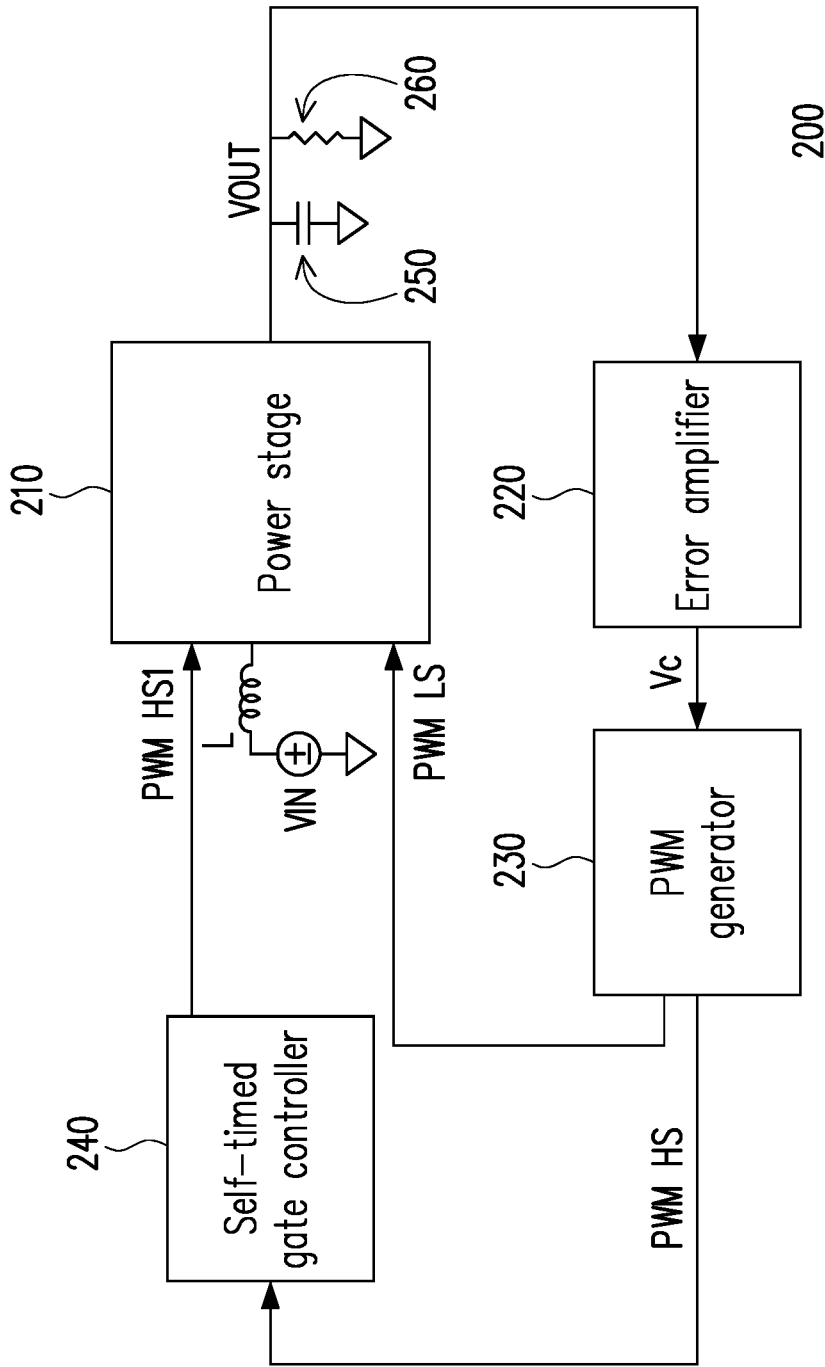 210
Power stage
VOUT
250
260
240
Self-timed
gate controller
PWM HS1
L
VIN
PWM LS
PWM HS
230
PWM
generator
Vc
220
Error amplifier
200